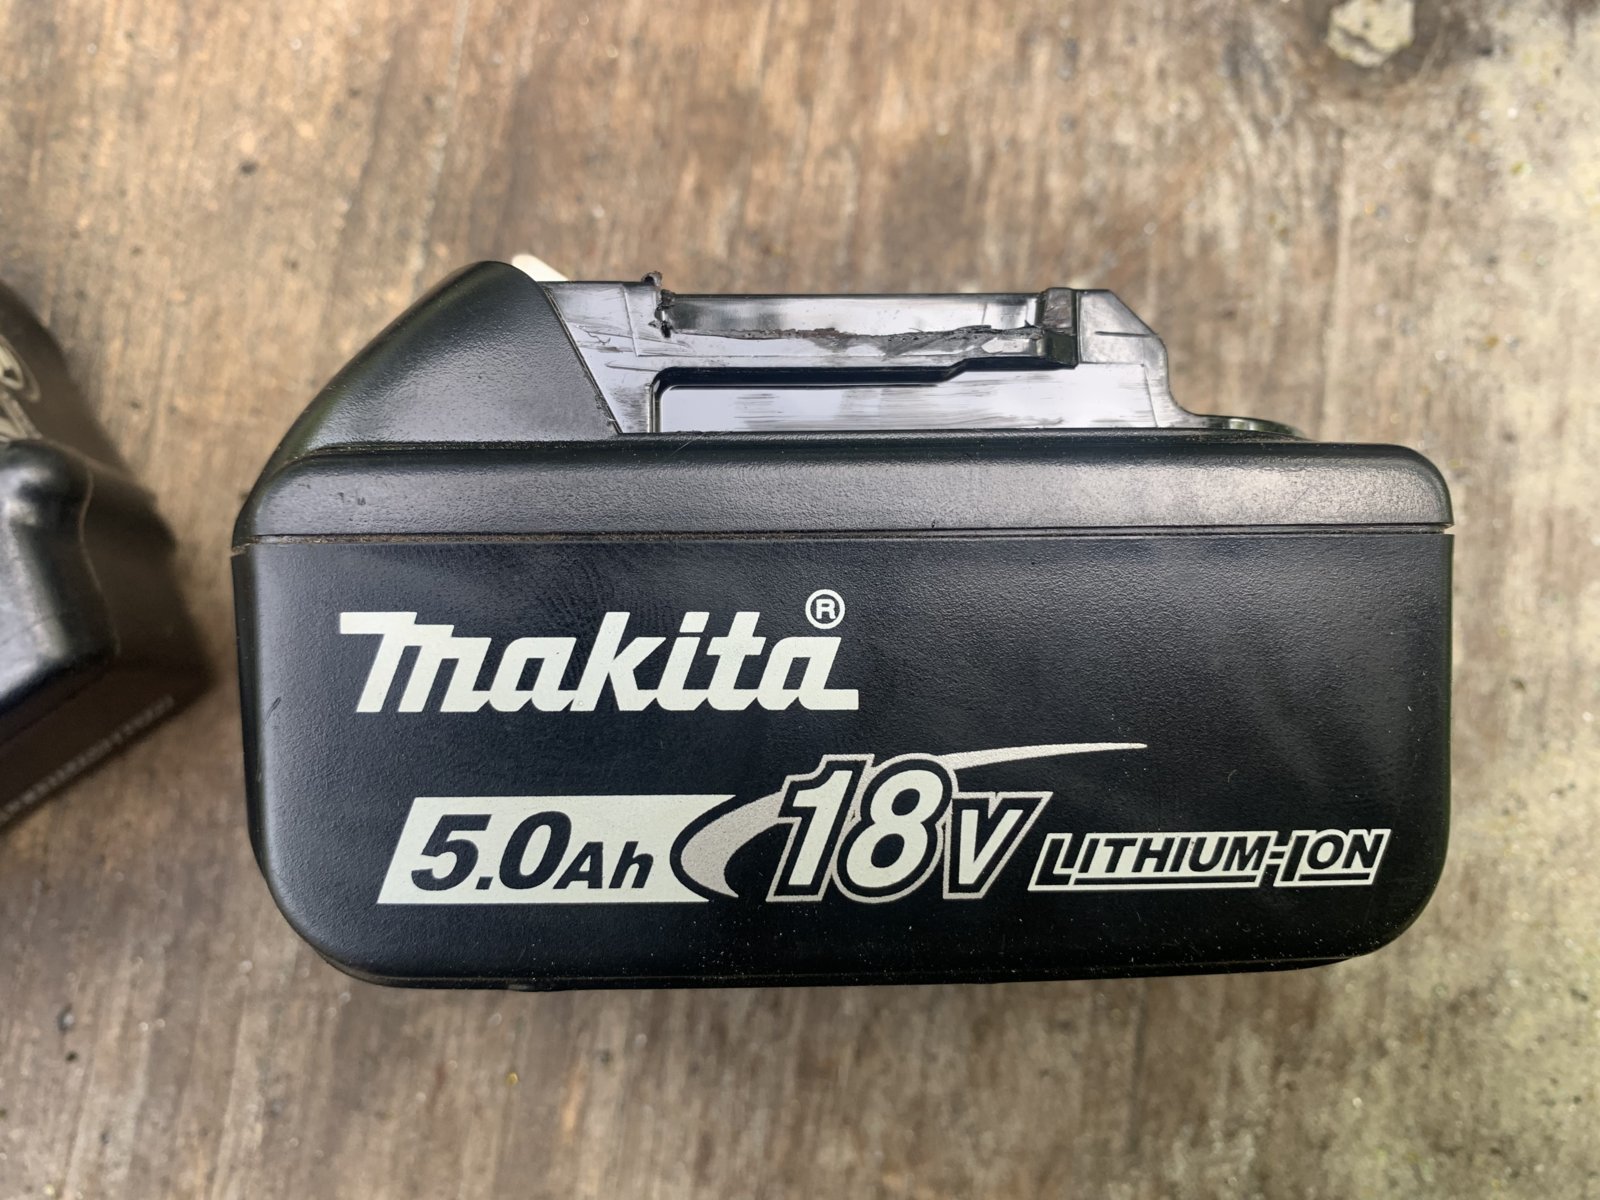 makita®
5.0Ah 18V LITHIUM-ION